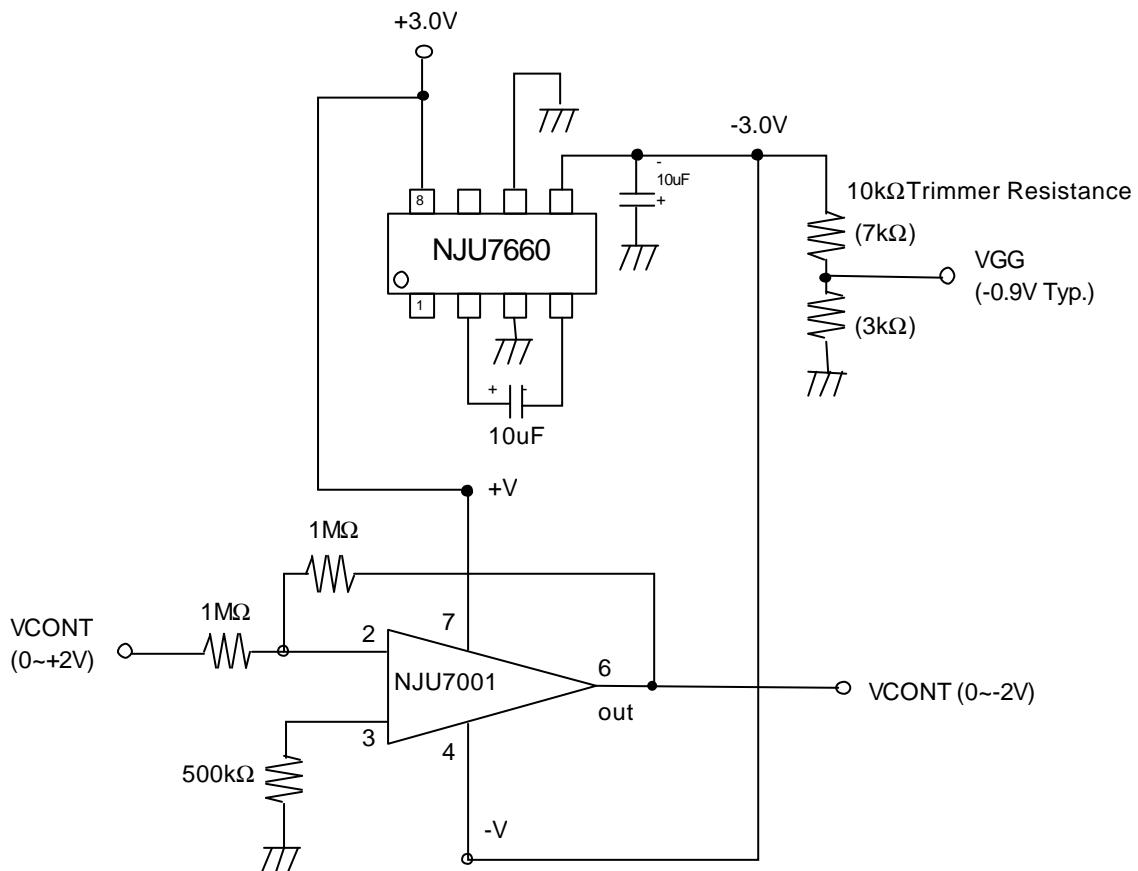 +3.0V
-3.0V
-
10uF
+
10kΩTrimmer Resistance
(7kΩ)
VGG
(-0.9V Typ.)
(3kΩ)
8
NJU7660
1
+ -
10uF
+V
1MΩ
1MΩ
VCONT
(0~+2V)
2
7
NJU7001
6
out
VCONT (0~-2V)
3
4
500kΩ
-V